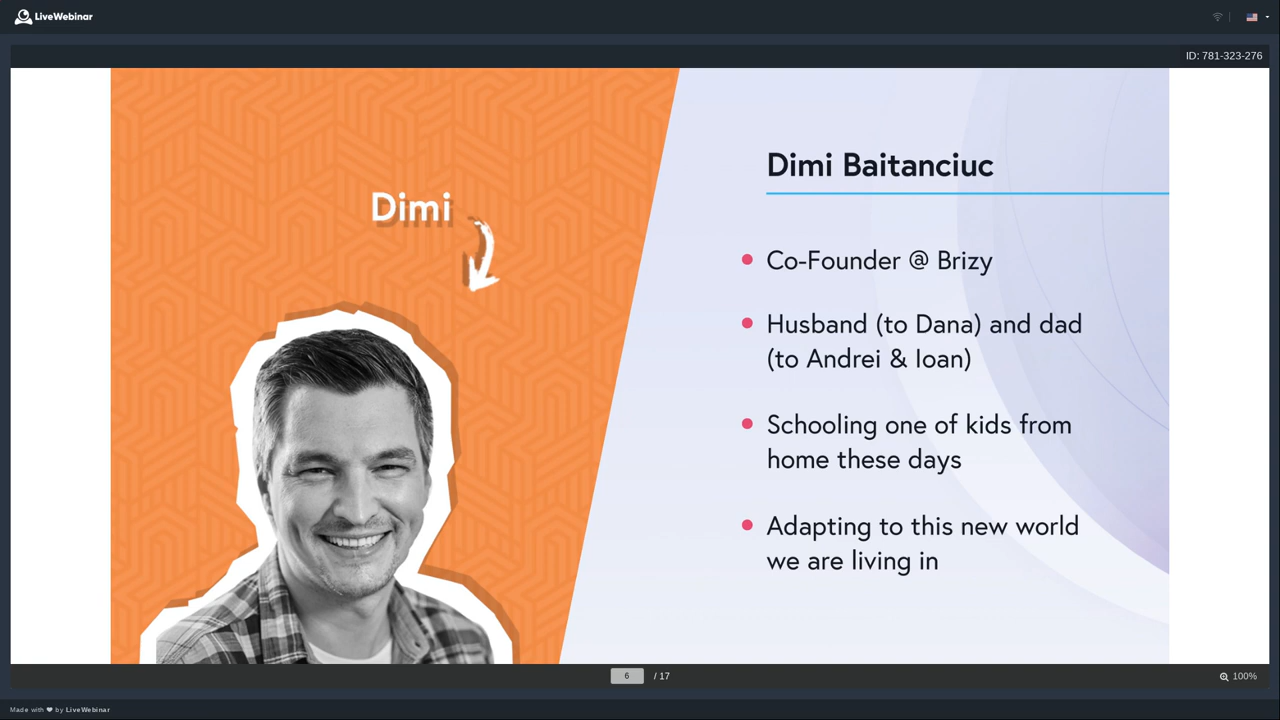 LiveWebinar
ID: 781-323-276
Dimi
Dimi Baitanciuc
Co-Founder @ Brizy
Husband (to Dana) and dad
(to Andrei & Ioan)
Schooling one of kids from
home these days
Adapting to this new world
we are living in
6 / 17
100%
Made with ❤ by LiveWebinar